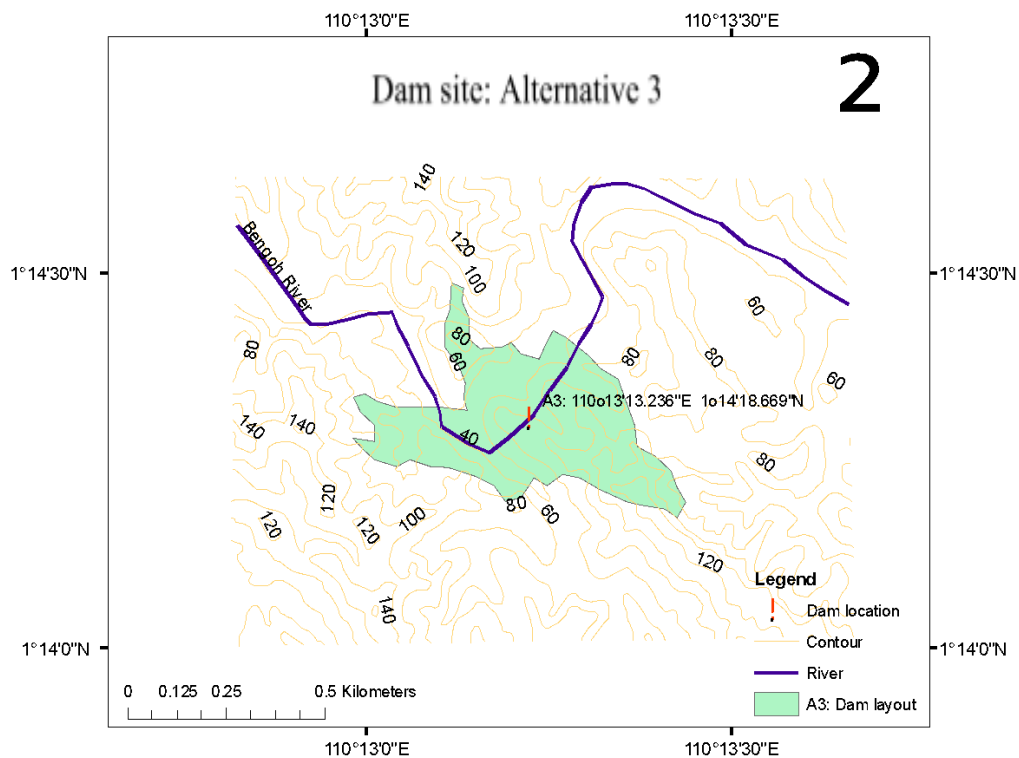 110°13'0"E 110°13'30"E
2
Dam site: Alternative 3
140
Bengoh River
120
100
1°14'30"N 1°14'30"N
60
80
80
60
80
80
60
A3: 110o13'13.236"E 1o14'18.669"N
140
140
40
80
120
80
60
120
120
100
120
Legend
Dam location
140
Contour
1°14'0"N 1°14'0"N
River
0 0.125 0.25 0.5 Kilometers
A3: Dam layout
110°13'0"E 110°13'30"E